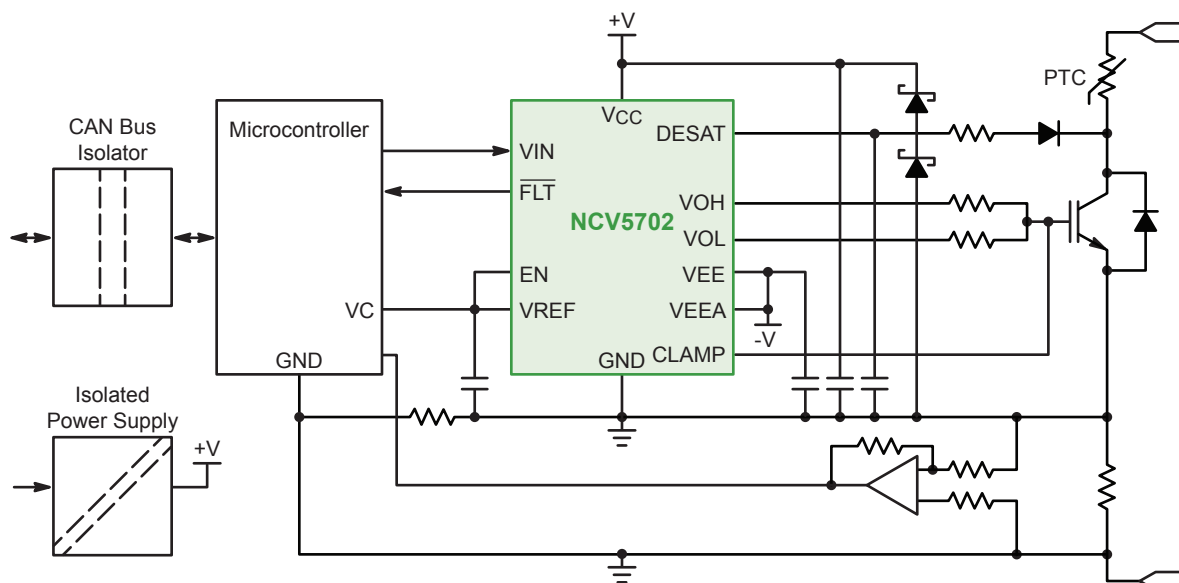 +V
PTC
CAN Bus
Isolator
Microcontroller
VCC
DESAT
VIN
FLT
VOH
NCV5702
VOL
EN
VEE
VC
VREF
VEEA
-V
GND
GND
CLAMP
Isolated
Power Supply
+V